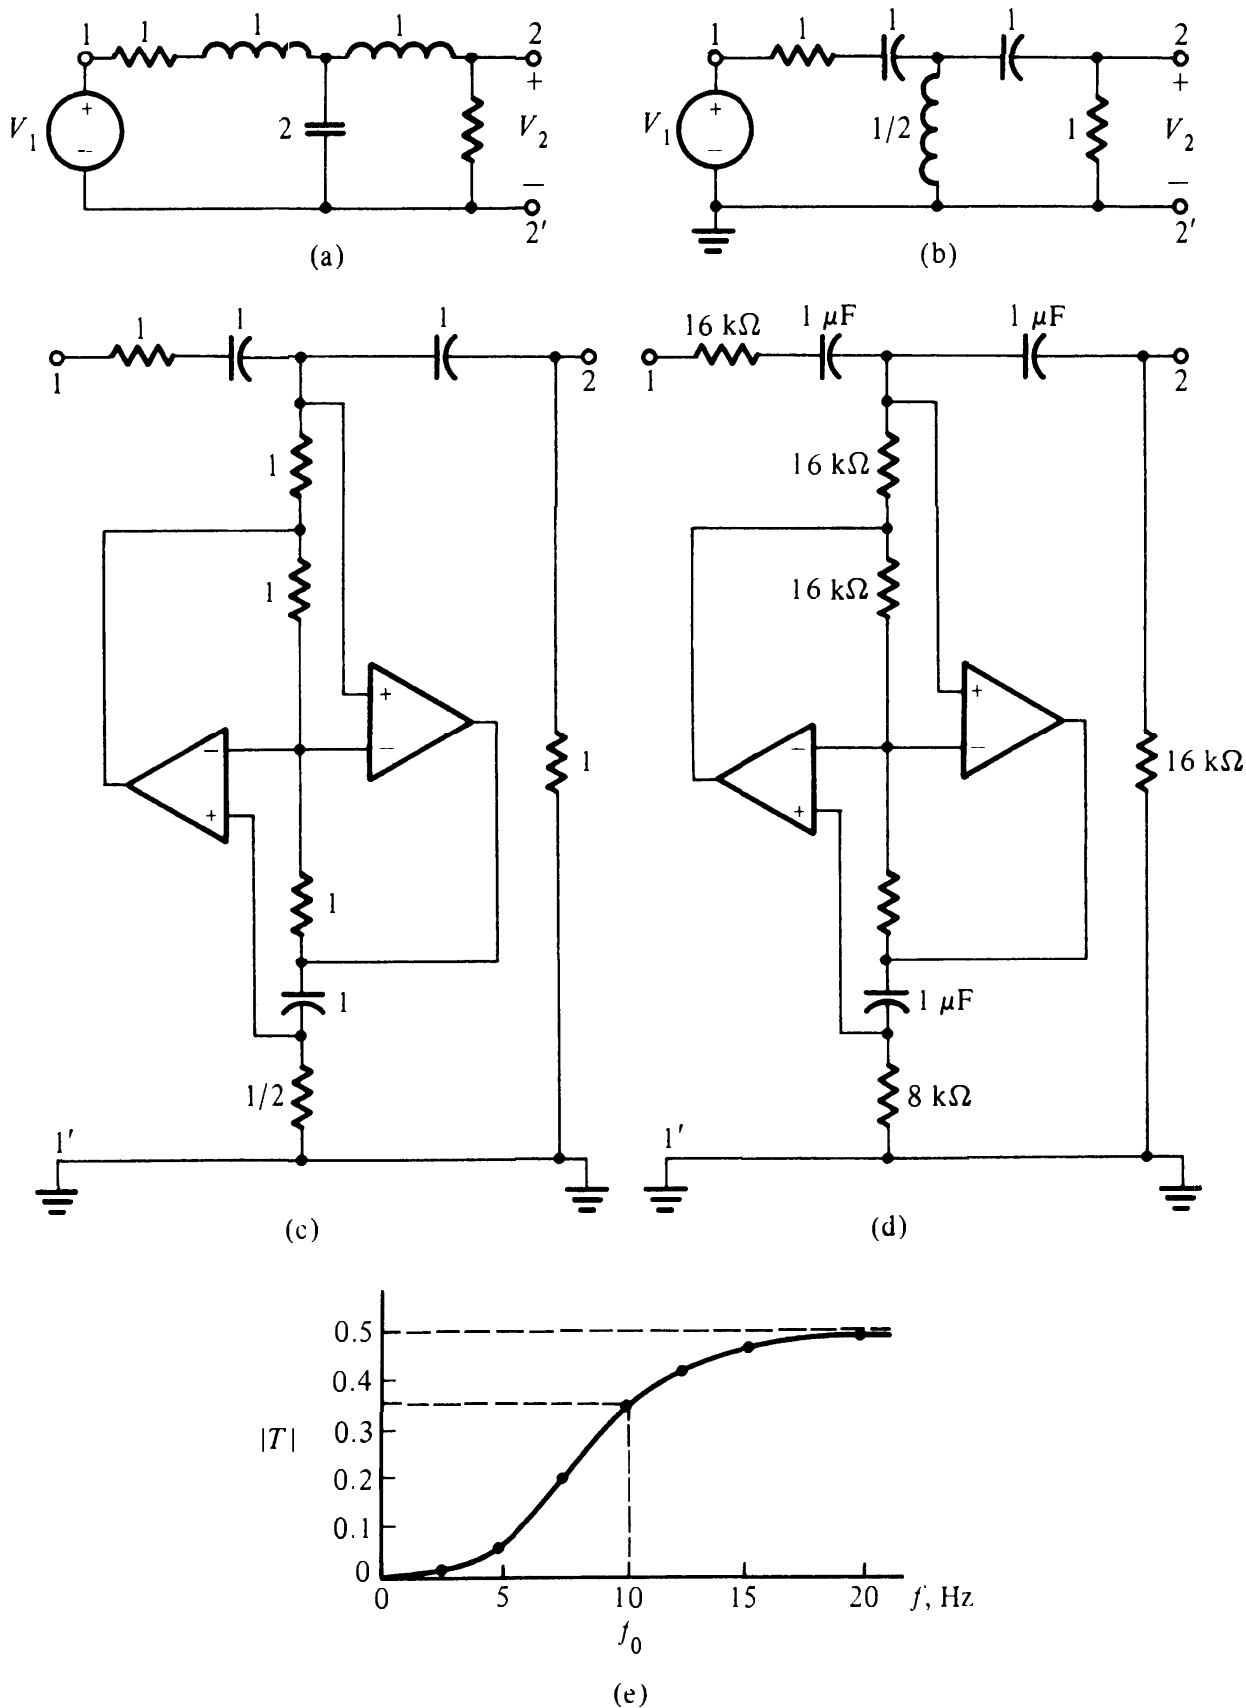 1 1 1 2
V1 + -- 2 + V2 −
2′
(a)
1 1 1 1 2
V1 + − 1/2 1 + V2 −
2′
(b)
1 1 1
1 2
1
1
− + + −
1
1
1
1/2
1′
(c)
16 kΩ 1 μF 1 μF
1 2
16 kΩ
16 kΩ
− + + −
16 kΩ
1 μF
8 kΩ
1′
(d)
0.5
0.4
0.3
0.2
0.1
0
|T|
0 5 10 15 20 f, Hz
f0
(e)